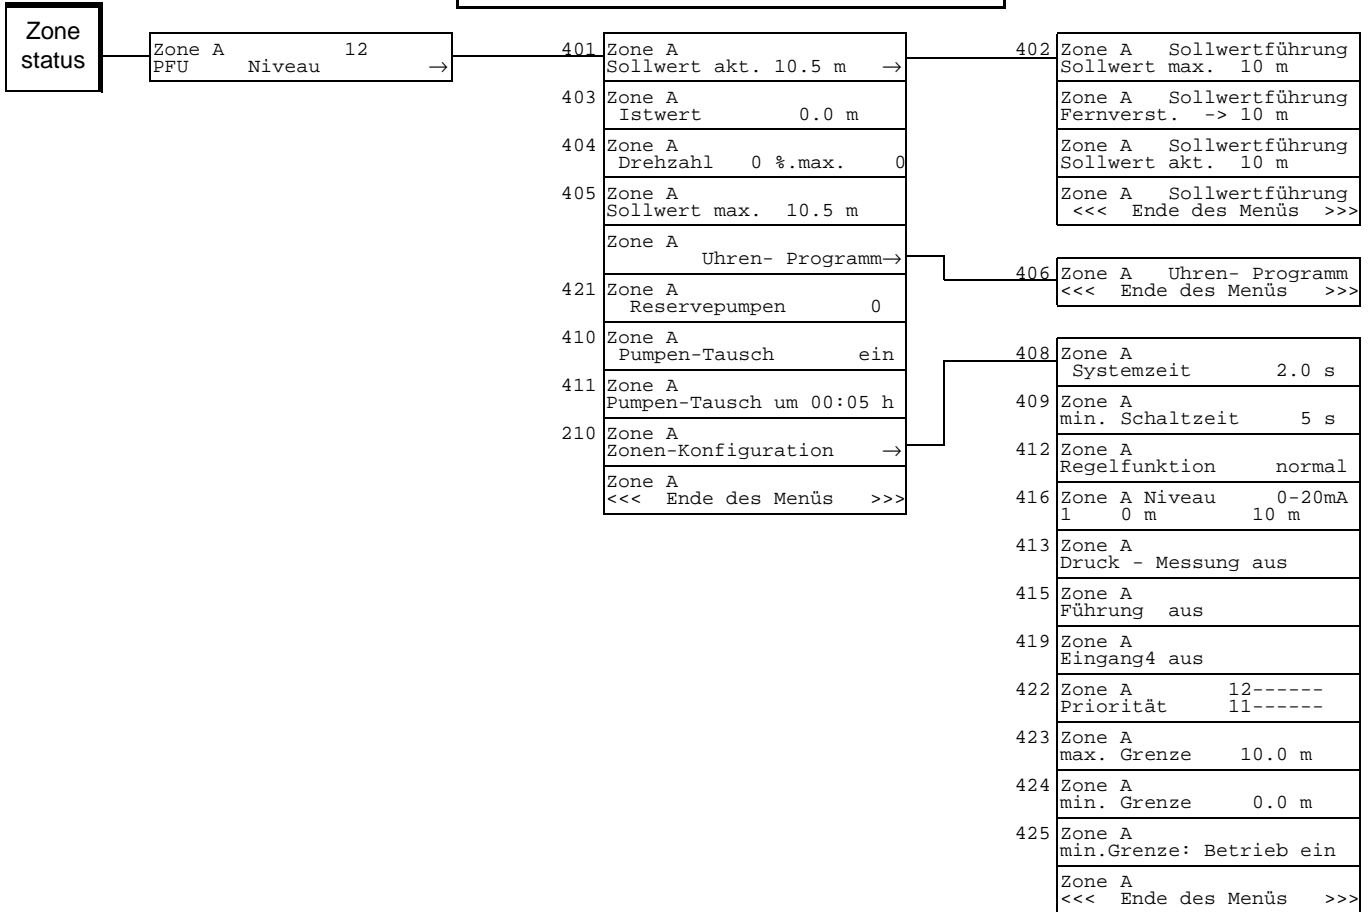 Zone
status
Zone A 12
PFU Niveau →
401 Zone A
Sollwert akt. 10.5 m →
403 Zone A
Istwert 0.0 m
404 Zone A
Drehzahl 0 %.max. 0
405 Zone A
Sollwert max. 10.5 m
Zone A
Uhren- Programm→
421 Zone A
Reservepumpen 0
410 Zone A
Pumpen-Tausch ein
411 Zone A
Pumpen-Tausch um 00:05 h
210 Zone A
Zonen-Konfiguration →
Zone A
<<< Ende des Menüs >>>
402 Zone A Sollwertführung
Sollwert max. 10 m
Zone A Sollwertführung
Fernverst. -> 10 m
Zone A Sollwertführung
Sollwert akt. 10 m
Zone A Sollwertführung
<<< Ende des Menüs >>>
406 Zone A Uhren- Programm
<<< Ende des Menüs >>>
408 Zone A
Systemzeit 2.0 s
409 Zone A
min. Schaltzeit 5 s
412 Zone A
Regelfunktion normal
416 Zone A Niveau 0-20mA
1 0 m 10 m
413 Zone A
Druck - Messung aus
415 Zone A
Führung aus
419 Zone A
Eingang4 aus
422 Zone A 12------
Priorität 11------
423 Zone A
max. Grenze 10.0 m
424 Zone A
min. Grenze 0.0 m
425 Zone A
min.Grenze: Betrieb ein
Zone A
<<< Ende des Menüs >>>